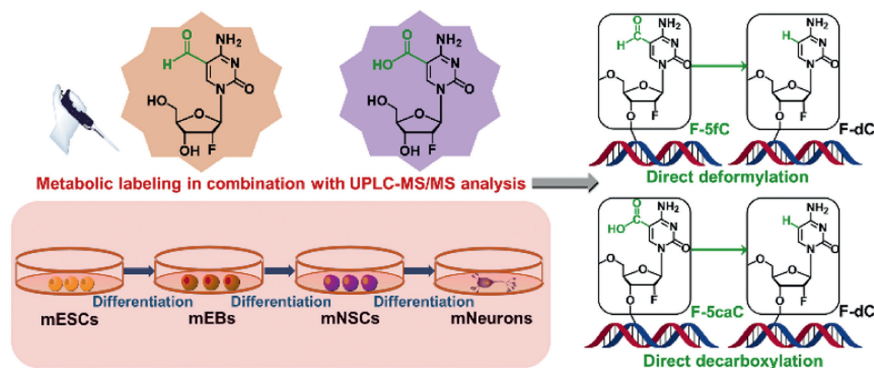 H
O
NH₂
N
N
O
HO
O
F
OH
O
HO
NH₂
N
N
O
HO
O
F
OH
Metabolic labeling in combination with UPLC-MS/MS analysis
mESCs
Differentiation
mEBs
Differentiation
mNSCs
Differentiation
mNeurons
H
O
NH₂
N
N
O
O
O
F
O
F-5fC
H
NH₂
N
N
O
O
O
F
O
F-dC
Direct deformylation
O
HO
NH₂
N
N
O
O
O
F
O
F-5caC
H
NH₂
N
N
O
O
O
F
O
F-dC
Direct decarboxylation